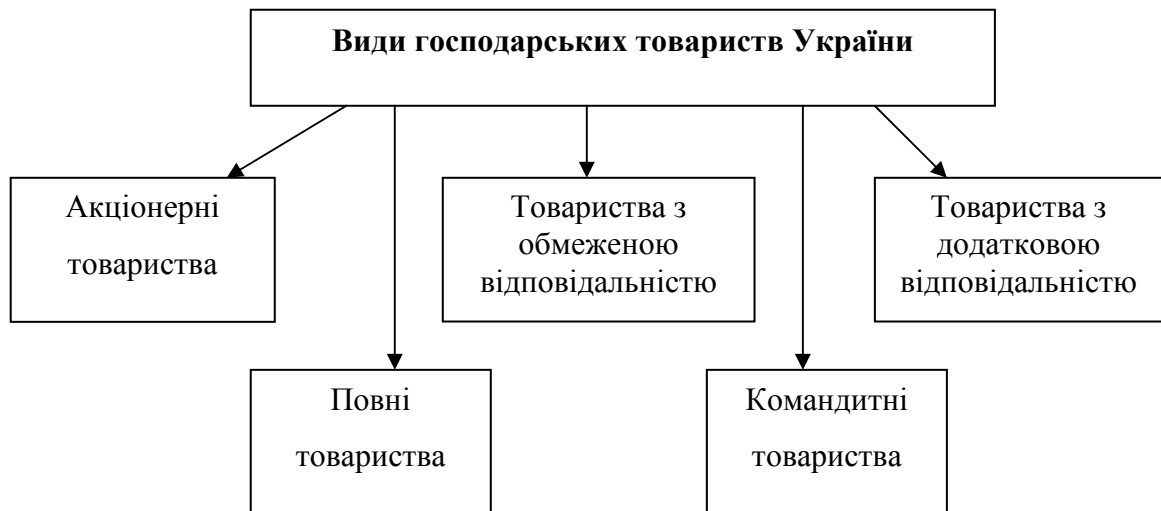 Види господарських товариств України
Акціонерні
товариства
Товариства з
обмеженою
відповідальністю
Товариства з
додатковою
відповідальністю
Повні
товариства
Командитні
товариства